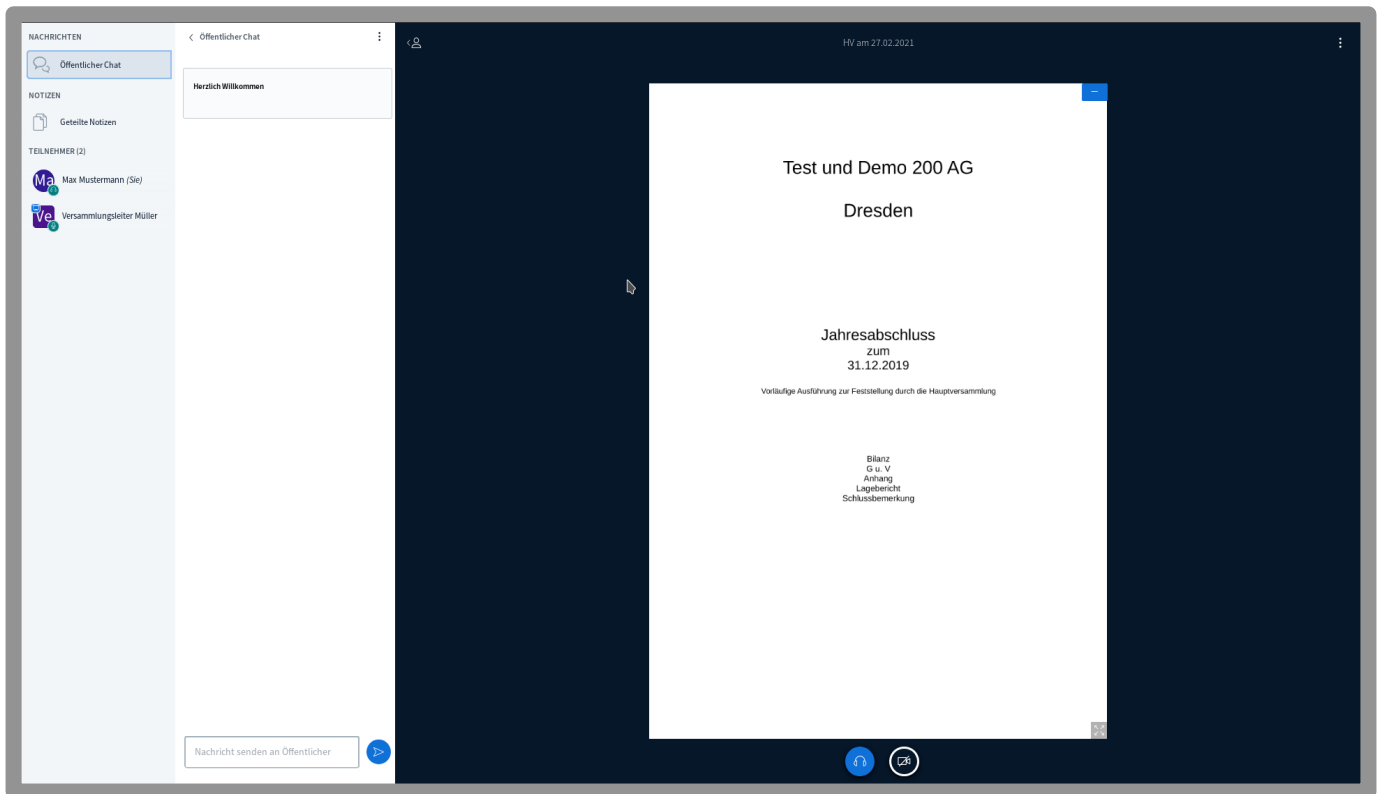 NACHRICHTEN
Öffentlicher Chat
NOTIZEN
Geteilte Notizen
TEILNEHMER (2)
Ma
Max Mustermann (Sie)
Ve
Versammlungsleiter Müller
Öffentlicher Chat
Herzlich Willkommen
Nachricht senden an Öffentlicher
HV am 27.02.2021
Test und Demo 200 AG
Dresden
Jahresabschluss
zum
31.12.2019
Vorläufige Ausführung zur Feststellung durch die Hauptversammlung
Bilanz
G u. V
Anhang
Lagebericht
Schlussbemerkung